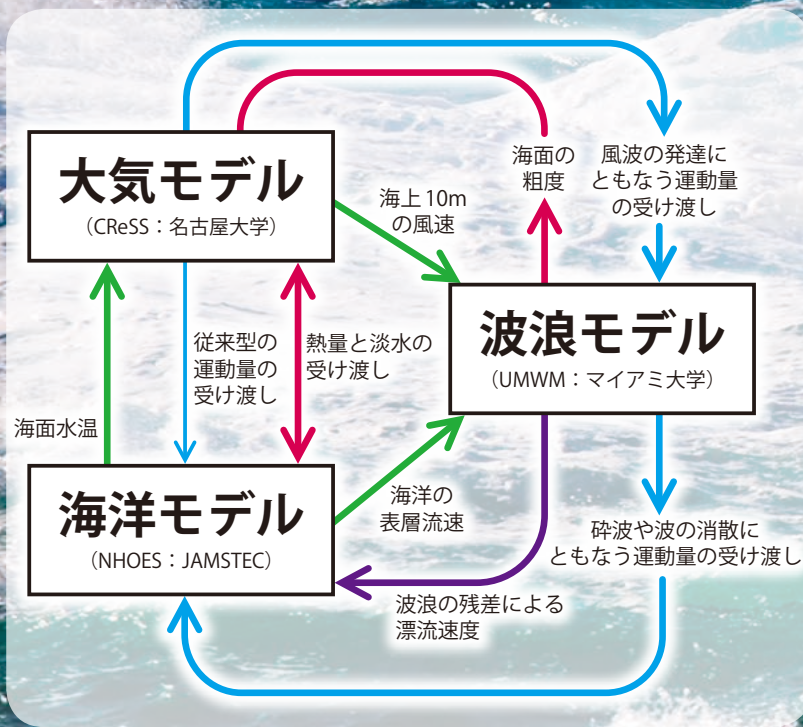 大気モデル
(CReSS：名古屋大学)
海上10m
の風速
海面の
粗度
風波の発達に
ともなう運動量
の受け渡し
従来型の
運動量の
受け渡し
熱量と淡水の
受け渡し
波浪モデル
(UMWM：マイアミ大学)
海面水温
海洋モデル
(NHOES：JAMSTEC)
海洋の
表層流速
砕波や波の消散に
ともなう運動量の受け渡し
波浪の残差による
漂流速度